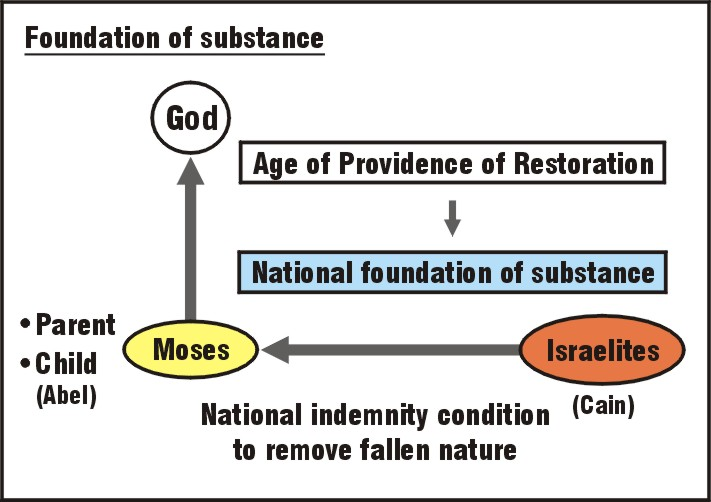 Foundation of substance
God
Age of Providence of Restoration
National foundation of substance
• Parent
• Child
(Abel)
Moses
Israelites
(Cain)
National indemnity condition
to remove fallen nature